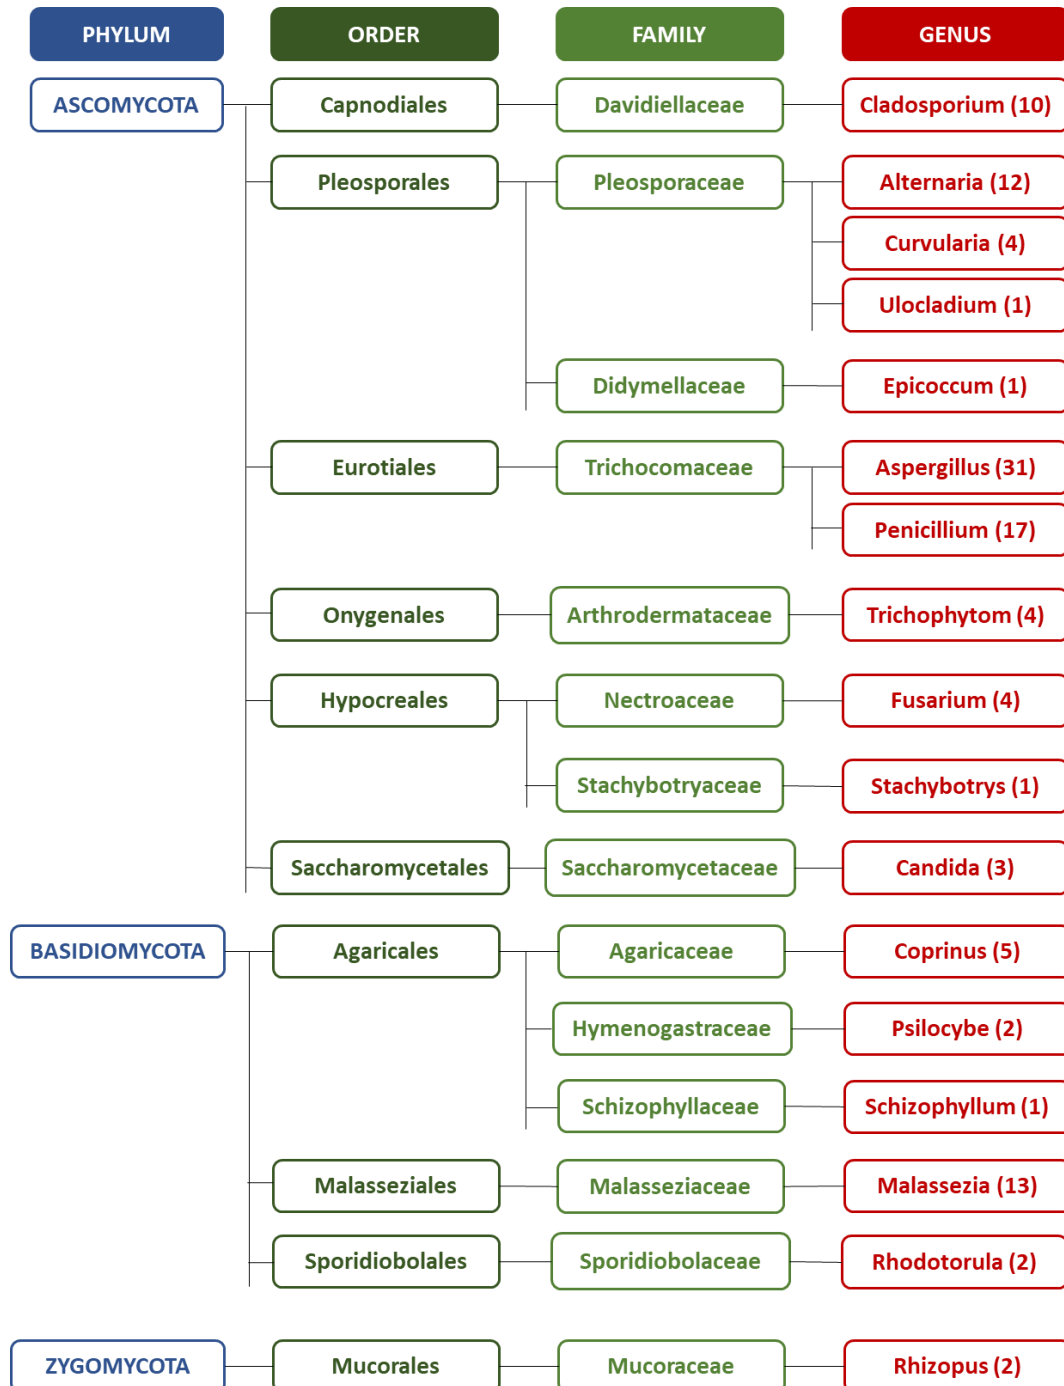 PHYLUM ORDER FAMILY GENUS
ASCOMYCOTA Capnodiales Davidiellaceae Cladosporium (10)
Pleosporales Pleosporaceae Alternaria (12)
Curvularia (4)
Ulocladium (1)
Didymellaceae Epicoccum (1)
Eurotiales Trichocomaceae Aspergillus (31)
Penicillium (17)
Onygenales Arthrodermataceae Trichophytom (4)
Hypocreales Nectroaceae Fusarium (4)
Stachybotryaceae Stachybotrys (1)
Saccharomycetales Saccharomycetaceae Candida (3)
BASIDIOMYCOTA Agaricales Agaricaceae Coprinus (5)
Hymenogastraceae Psilocybe (2)
Schizophyllaceae Schizophyllum (1)
Malasseziales Malasseziaceae Malassezia (13)
Sporidiobolales Sporidiobolaceae Rhodotorula (2)
ZYGOMYCOTA Mucorales Mucoraceae Rhizopus (2)